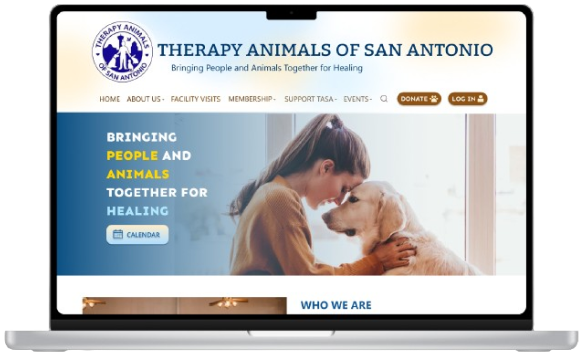 THERAPY ANIMALS
OF SAN ANTONIO
THERAPY ANIMALS OF SAN ANTONIO
Bringing People and Animals Together for Healing
HOME ABOUT US FACILITY VISITS MEMBERSHIP SUPPORT TASA EVENTS DONATE LOG IN
BRINGING
PEOPLE AND
ANIMALS
TOGETHER FOR
HEALING
CALENDAR
WHO WE ARE